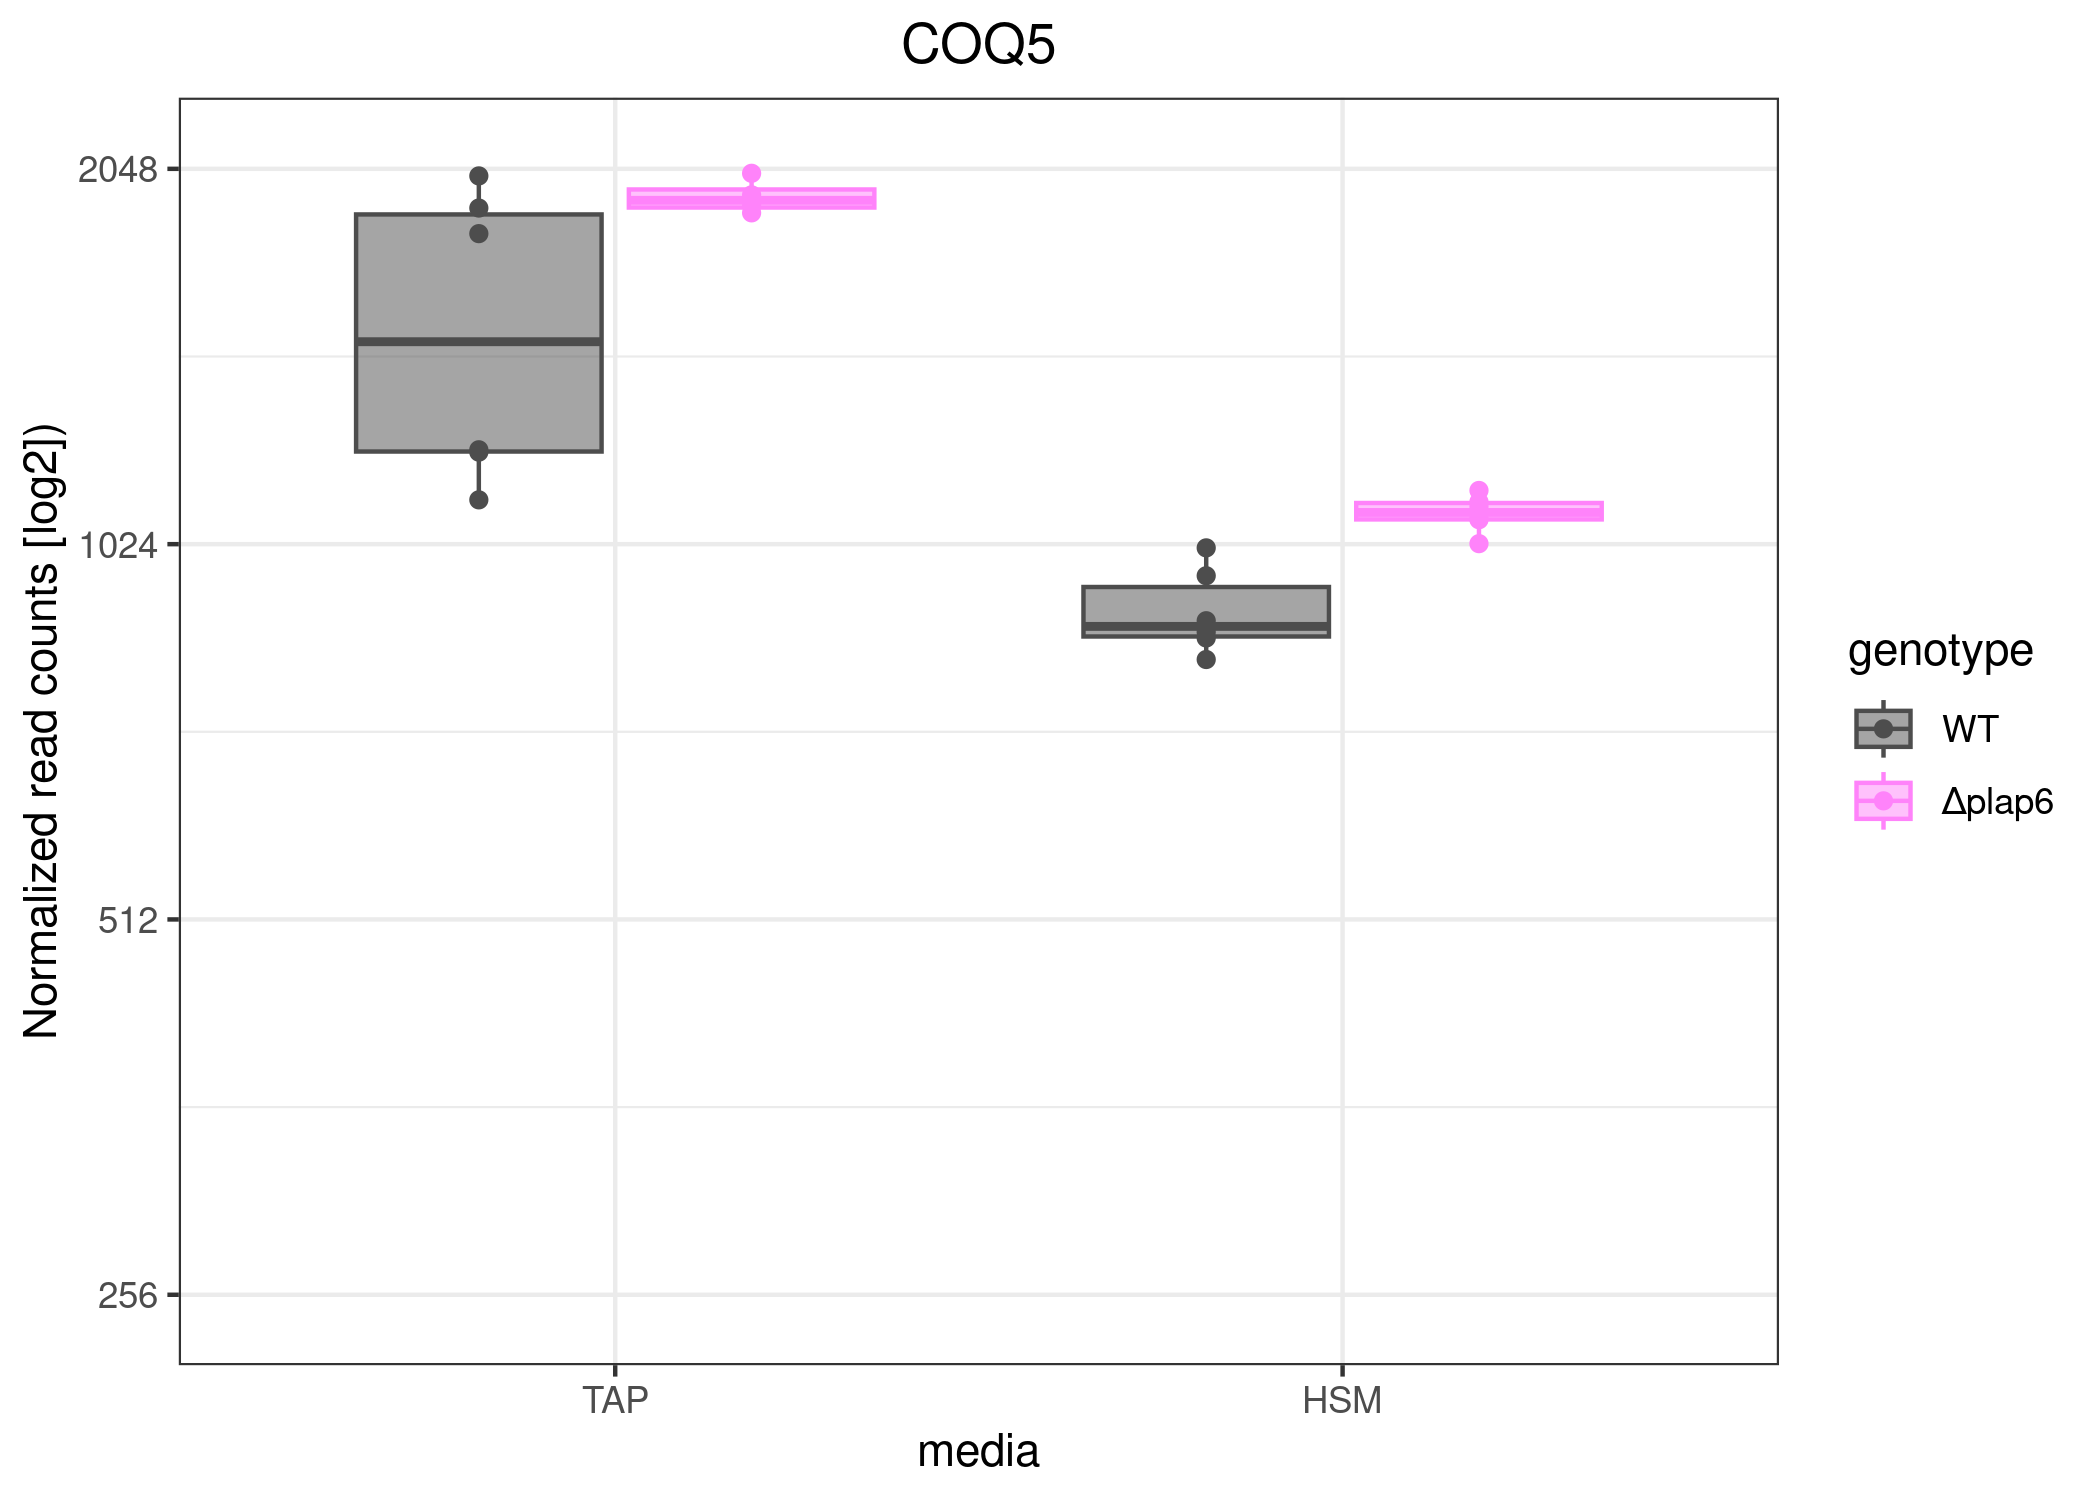 COQ5
Normalized read counts [log2])
2048
1024
512
256
TAP
HSM
media
genotype
WT
Δplap6